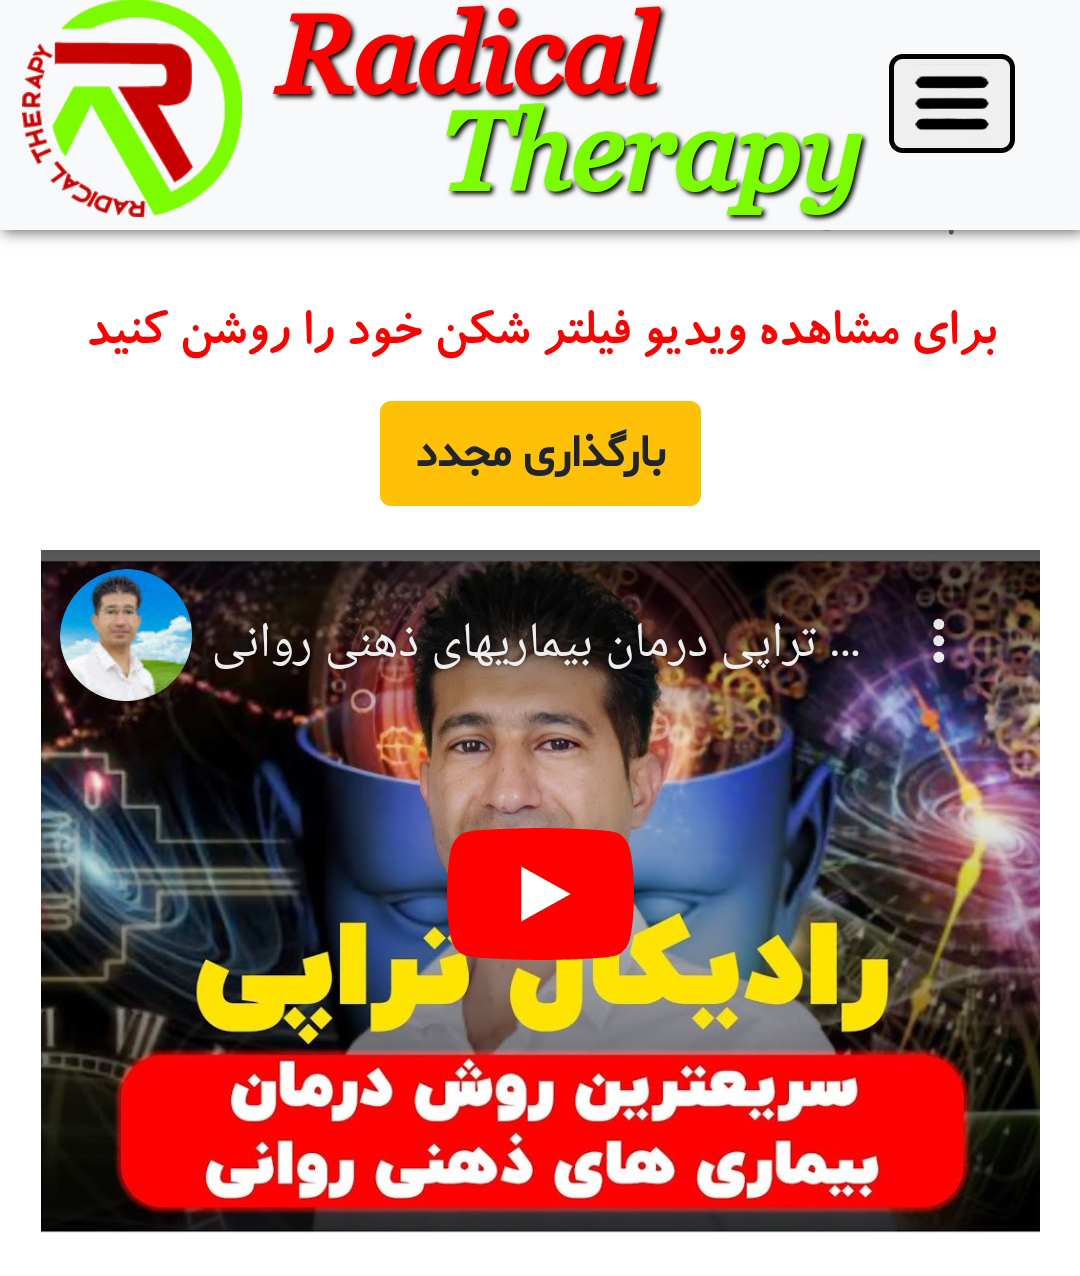 RADICAL THERAPY
Radical
Therapy
برای مشاهده ویدیو فیلتر شکن خود را روشن کنید
بارگذاری مجدد
... تراپی درمان بیماریهای ذهنی روانی
رادیکال تراپی
سریعترین روش درمان
بیماری های ذهنی روانی